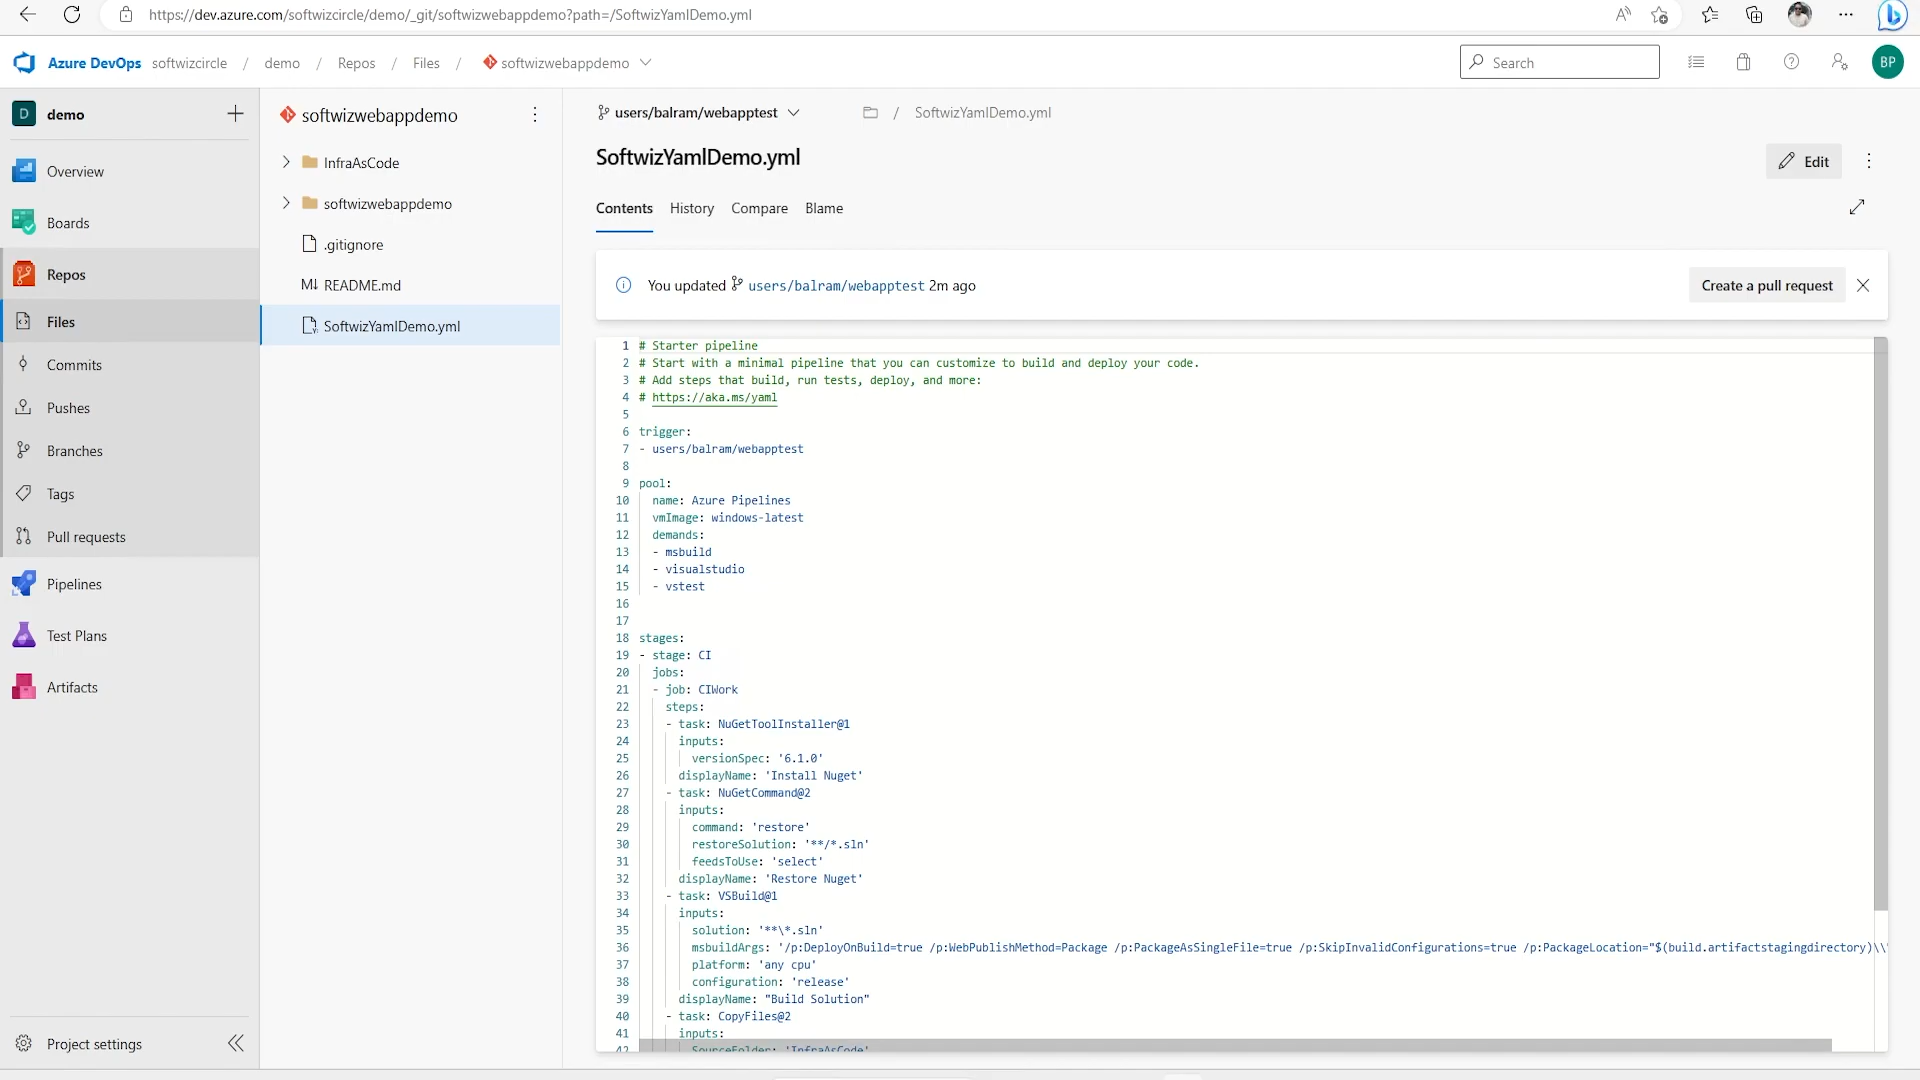 https://dev.azure.com/softwizcircle/demo/_git/softwizwebappdemo?path=/SoftwizYamlDemo.yml
Azure DevOps softwizcircle / demo / Repos / Files / softwizwebappdemo
Search
BP
D demo
Overview
Boards
Repos
Files
Commits
Pushes
Branches
Tags
Pull requests
Pipelines
Test Plans
Artifacts
Project settings
softwizwebappdemo
InfraAsCode
softwizwebappdemo
.gitignore
M↓ README.md
SoftwizYamlDemo.yml
users/balram/webapptest / SoftwizYamlDemo.yml
SoftwizYamlDemo.yml
Edit
Contents History Compare Blame
You updated users/balram/webapptest 2m ago
Create a pull request
1 # Starter pipeline
2 # Start with a minimal pipeline that you can customize to build and deploy your code.
3 # Add steps that build, run tests, deploy, and more:
4 # https://aka.ms/yaml
5
6 trigger:
7 - users/balram/webapptest
8
9 pool:
10 name: Azure Pipelines
11 vmImage: windows-latest
12 demands:
13 - msbuild
14 - visualstudio
15 - vstest
16
17
18 stages:
19 - stage: CI
20 jobs:
21 - job: CIWork
22 steps:
23 - task: NuGetToolInstaller@1
24 inputs:
25 versionSpec: '6.1.0'
26 displayName: 'Install Nuget'
27 - task: NuGetCommand@2
28 inputs:
29 command: 'restore'
30 restoreSolution: '**/*.sln'
31 feedsToUse: 'select'
32 displayName: 'Restore Nuget'
33 - task: VSBuild@1
34 inputs:
35 solution: '**\*.sln'
36 msbuildArgs: '/p:DeployOnBuild=true /p:WebPublishMethod=Package /p:PackageAsSingleFile=true /p:SkipInvalidConfigurations=true /p:PackageLocation="$(build.artifactstagingdirectory)\\"
37 platform: 'any cpu'
38 configuration: 'release'
39 displayName: "Build Solution"
40 - task: CopyFiles@2
41 inputs:
42 SourceFolder: 'InfraAsCode'